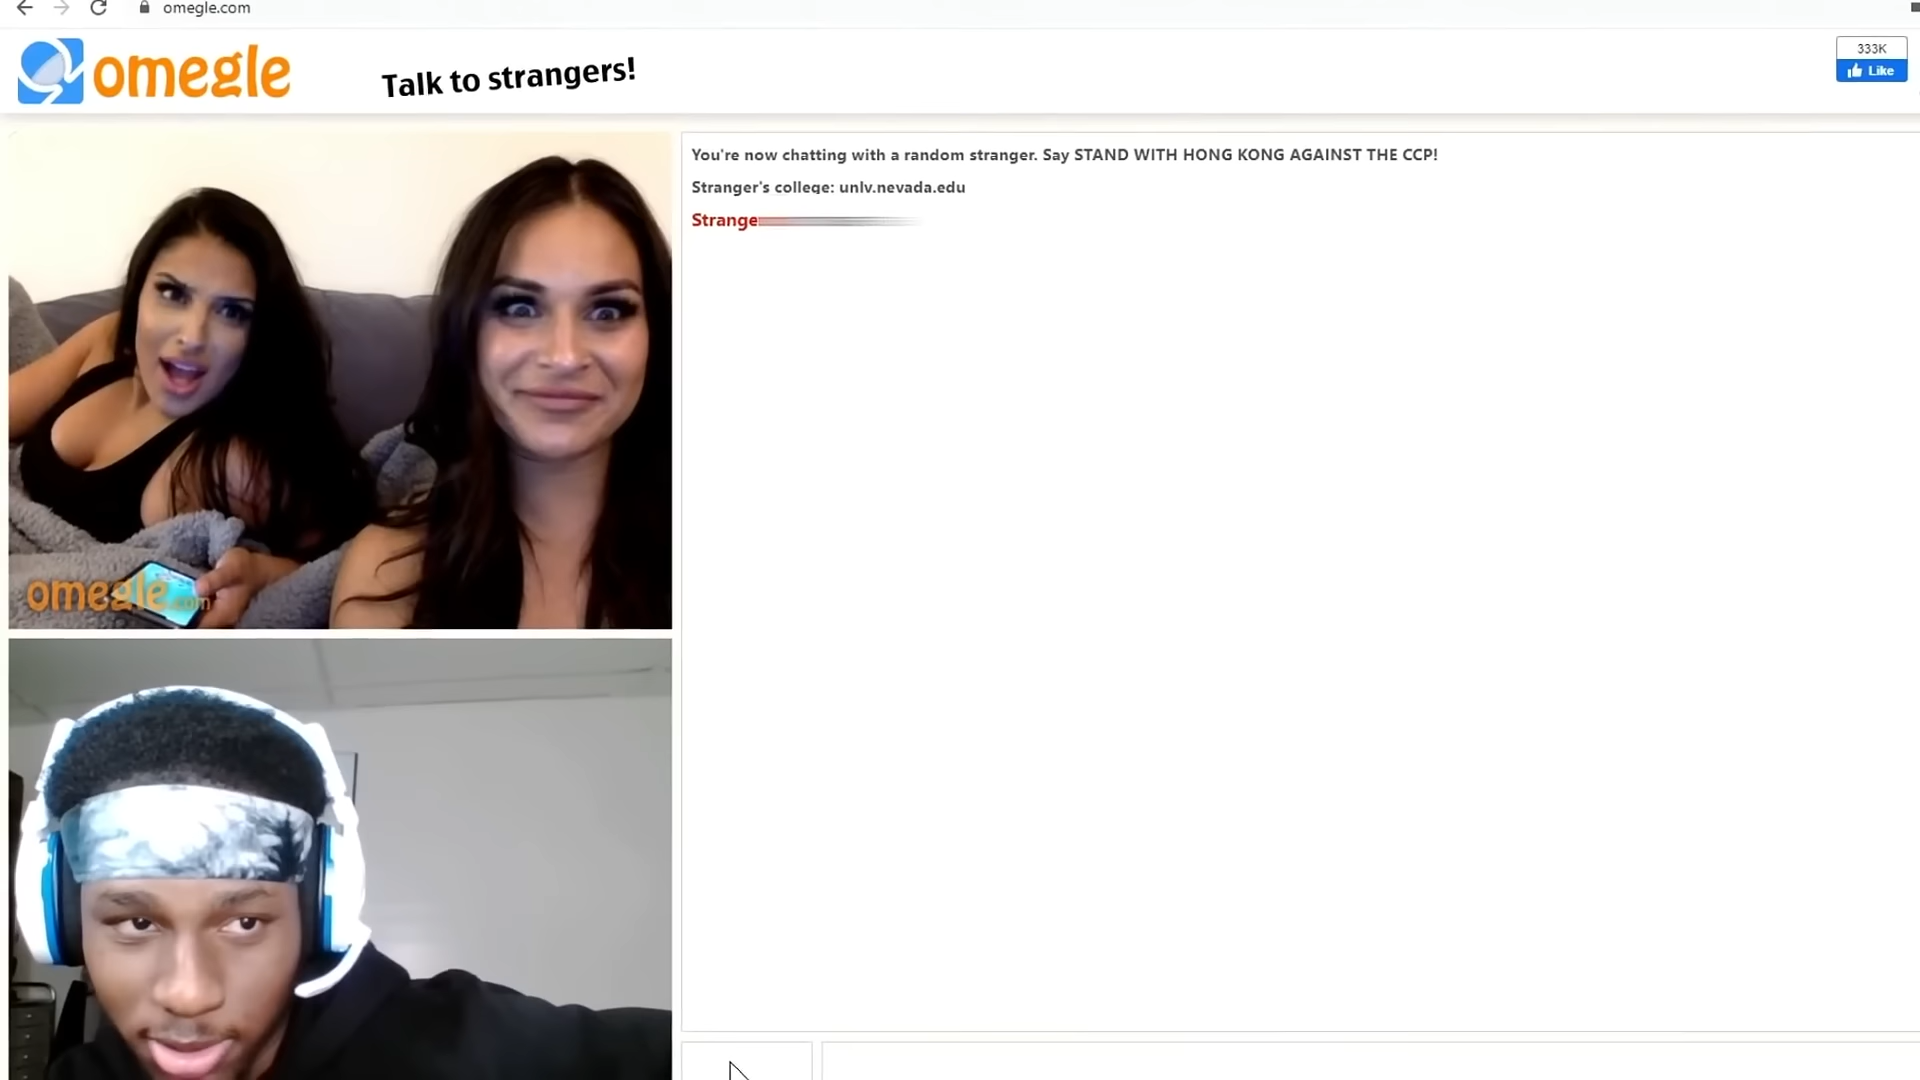 omegle.com
omegle
Talk to strangers!
333K
Like
You're now chatting with a random stranger. Say STAND WITH HONG KONG AGAINST THE CCP!
Stranger's college: unlv.nevada.edu
Strange
omegle.com